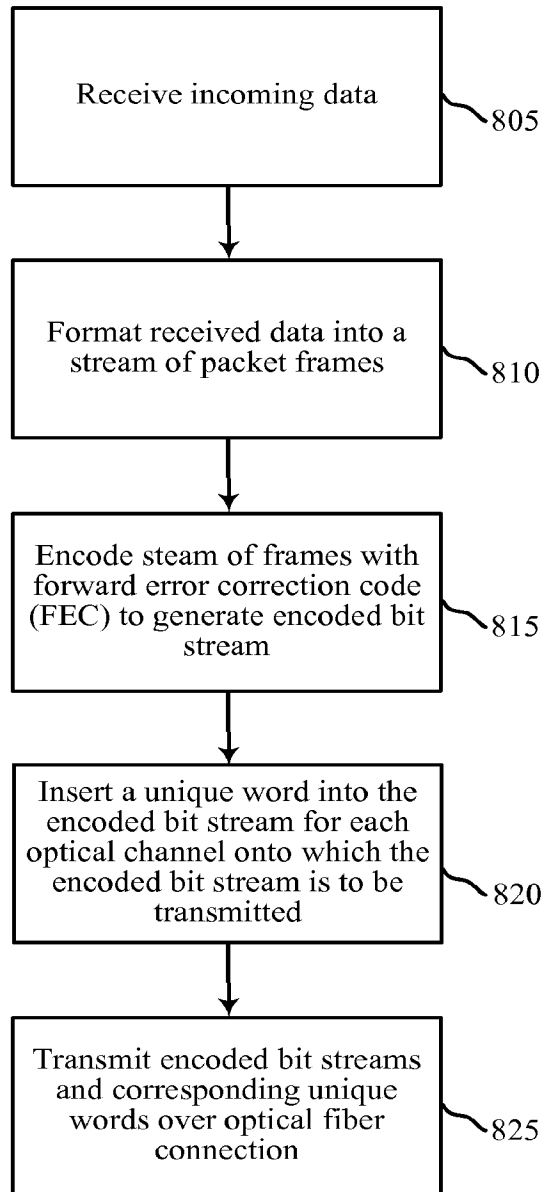 Receive incoming data
805
Format received data into a
stream of packet frames
810
Encode steam of frames with
forward error correction code
(FEC) to generate encoded bit
stream
815
Insert a unique word into the
encoded bit stream for each
optical channel onto which the
encoded bit stream is to be
transmitted
820
Transmit encoded bit streams
and corresponding unique
words over optical fiber
connection
825